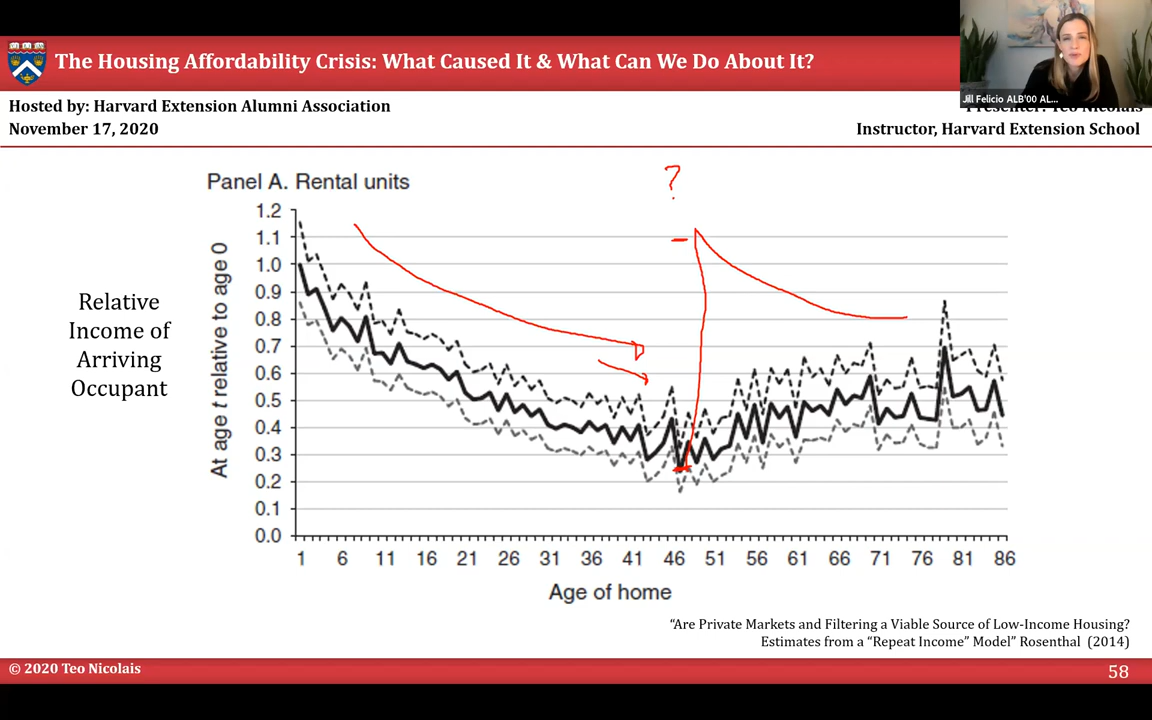 The Housing Affordability Crisis: What Caused It & What Can We Do About It?
Jill Felicio ALB'00 AL...
Hosted by: Harvard Extension Alumni Association
November 17, 2020
Instructor, Harvard Extension School
Panel A. Rental units
?
Relative
Income of
Arriving
Occupant
At age t relative to age 0
1.2
1.1
1.0
0.9
0.8
0.7
0.6
0.5
0.4
0.3
0.2
0.1
0.0
1 6 11 16 21 26 31 36 41 46 51 56 61 66 71 76 81 86
Age of home
"Are Private Markets and Filtering a Viable Source of Low-Income Housing?
Estimates from a "Repeat Income" Model" Rosenthal (2014)
© 2020 Teo Nicolais
58